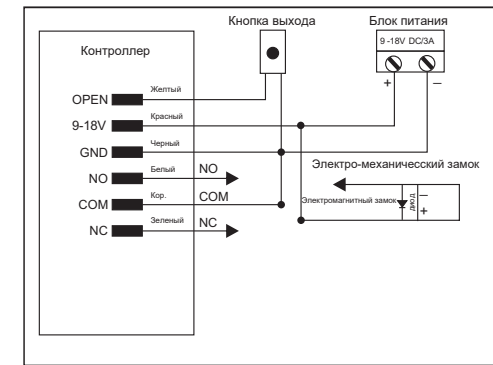 Кнопка выхода
Блок питания
9 -18V DC/3A
+ –
Контроллер
OPEN Желтый
9-18V Красный
GND Черный
NO Белый NO
COM Кор. COM
NC Зеленый NC
Электро-механичесский замок
Электромагнитный замок
диод
–
+